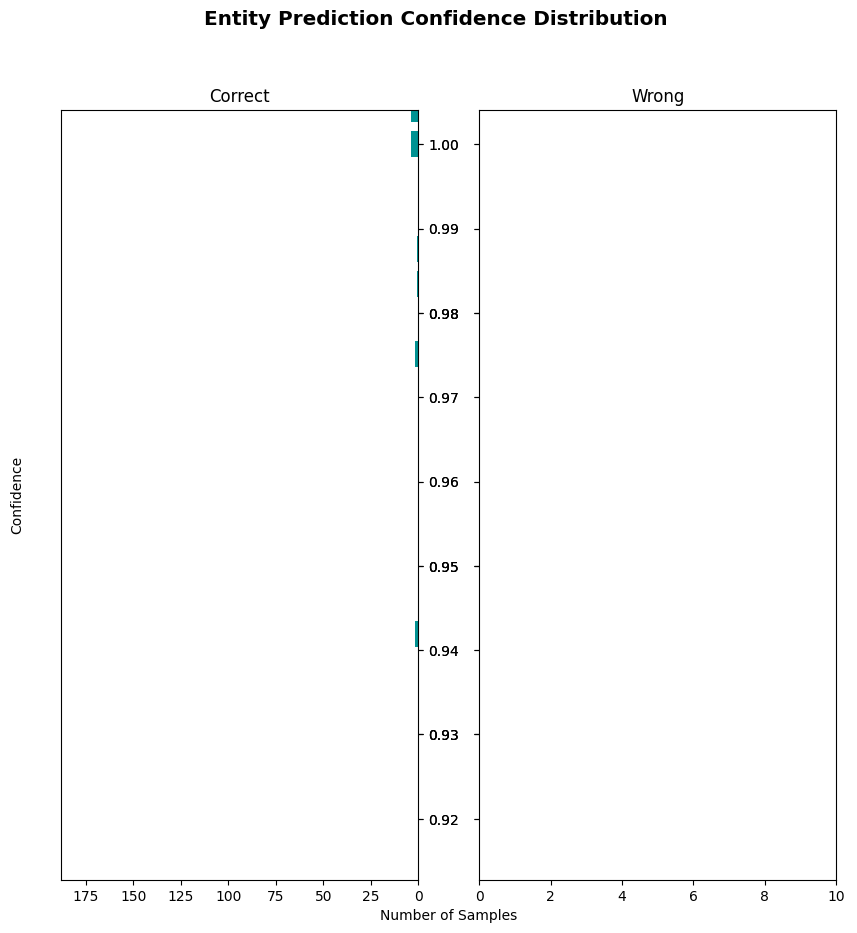 Entity Prediction Confidence Distribution
Correct
Wrong
1.00
0.99
0.98
0.97
0.96
0.95
0.94
0.93
0.92
Confidence
175 150 125 100 75 50 25 0
0 2 4 6 8 10
Number of Samples